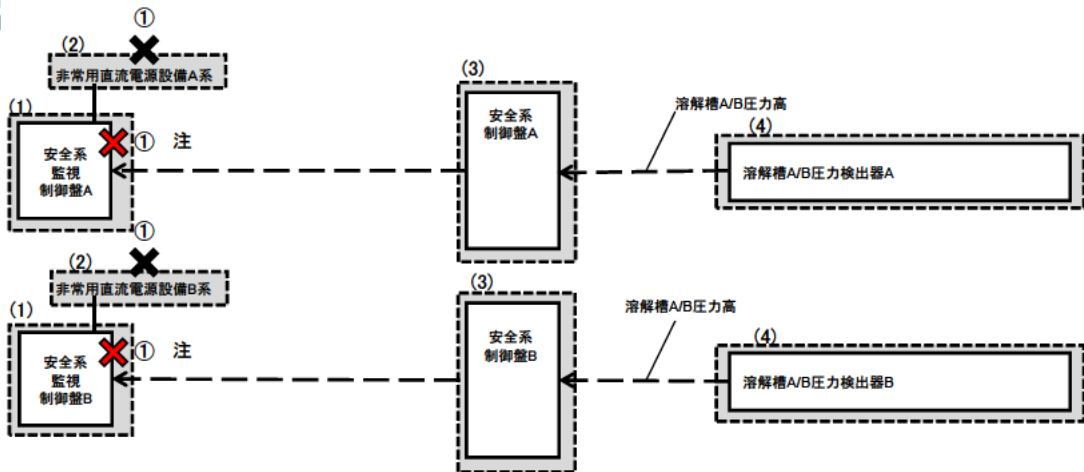 ①
(2)
非常用直流電源設備A系
(1)
安全系
監視
制御盤A
① 注
(3)
安全系
制御盤A
溶解槽A/B圧力高
(4)
溶解槽A/B圧力検出器A
①
(2)
非常用直流電源設備B系
(1)
安全系
監視
制御盤B
① 注
(3)
安全系
制御盤B
溶解槽A/B圧力高
(4)
溶解槽A/B圧力検出器B